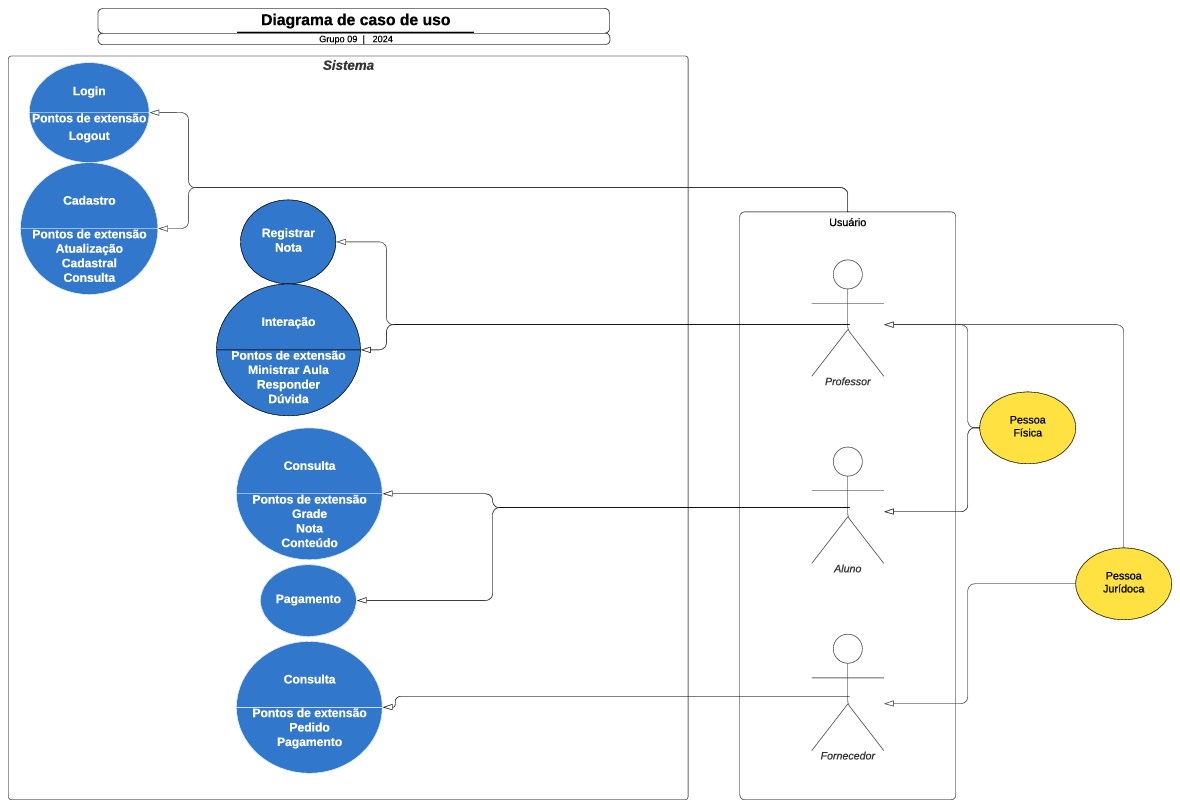 Diagrama de caso de uso
Grupo 09 | 2024
Sistema
Login
Pontos de extensão
Logout
Cadastro
Pontos de extensão
Atualização
Cadastral
Consulta
Registrar
Nota
Interação
Pontos de extensão
Ministrar Aula
Responder
Dúvida
Consulta
Pontos de extensão
Grade
Nota
Conteúdo
Pagamento
Consulta
Pontos de extensão
Pedido
Pagamento
Usuário
Professor
Aluno
Fornecedor
Pessoa
Física
Pessoa
Jurídoca